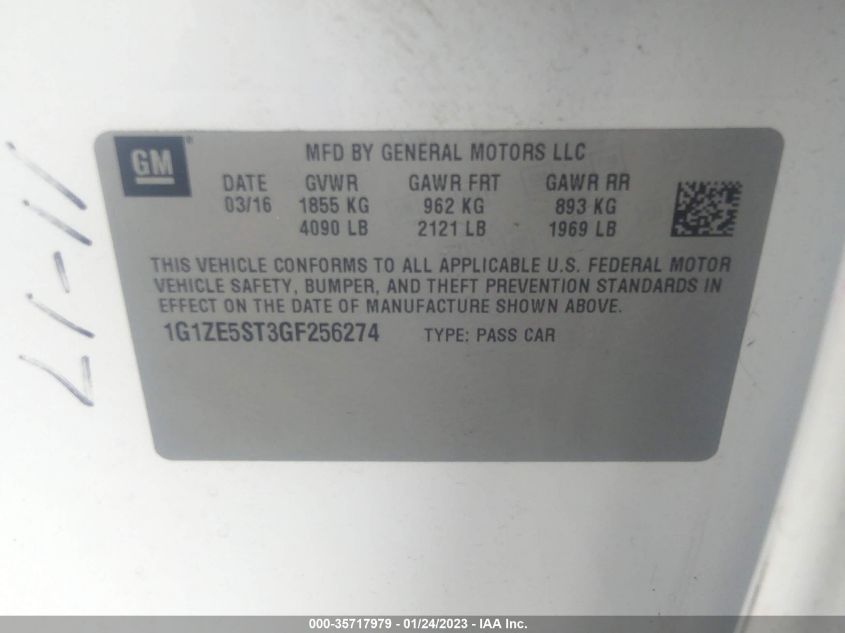 GM
MFD BY GENERAL MOTORS LLC
DATE GVWR GAWR FRT GAWR RR
03/16 1855 KG 962 KG 893 KG
4090 LB 2121 LB 1969 LB
THIS VEHICLE CONFORMS TO ALL APPLICABLE U.S. FEDERAL MOTOR
VEHICLE SAFETY, BUMPER, AND THEFT PREVENTION STANDARDS IN
EFFECT ON THE DATE OF MANUFACTURE SHOWN ABOVE.
1G1ZE5ST3GF256274 TYPE: PASS CAR
11-17
000-35717979 - 01/24/2023 - IAA Inc.